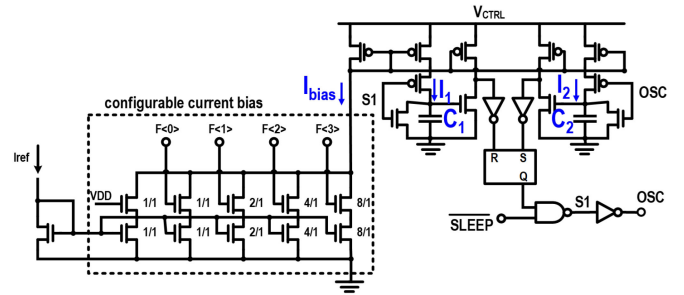 VCTRL
Ibias
I1
I2
S1
C1
C2
OSC
configurable current bias
F<0> F<1> F<2> F<3>
Iref
R S
Q
VDD 1/1 1/1 2/1 4/1 8/1
1/1 1/1 2/1 4/1 8/1
SLEEP
S1
OSC